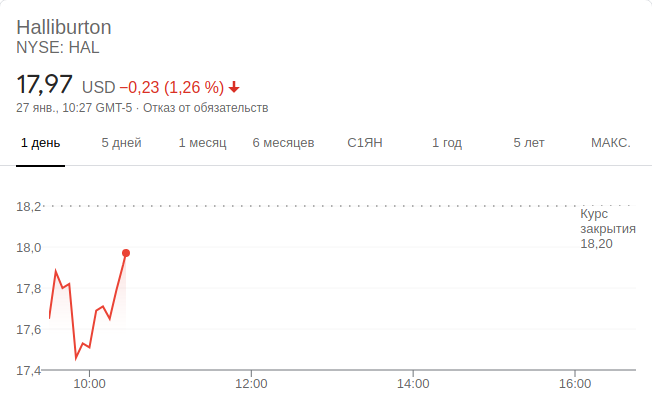 Halliburton
NYSE: HAL
17,97 USD −0,23 (1,26 %)
27 янв., 10:27 GMT-5 · Отказ от обязательств
1 день 5 дней 1 месяц 6 месяцев С1ЯН 1 год 5 лет МАКС.
18,2
Курс
закрытия
18,20
18,0
17,8
17,6
17,4
10:00 12:00 14:00 16:00